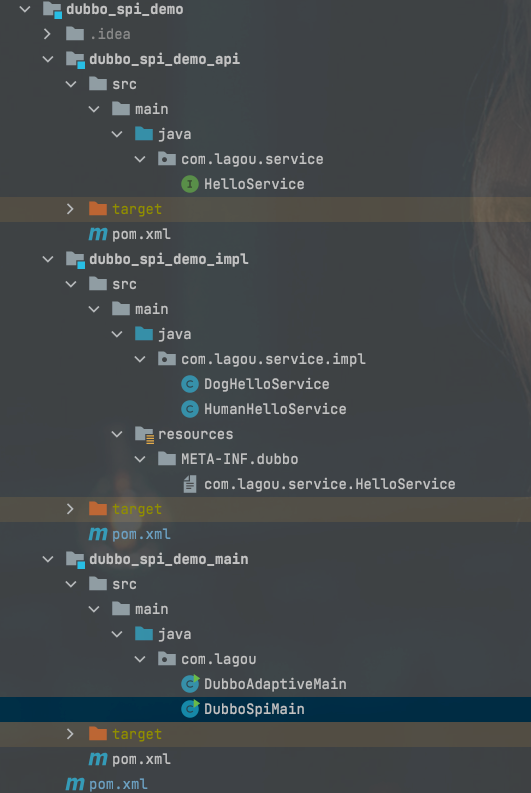 dubbo_spi_demo
.idea
dubbo_spi_demo_api
src
main
java
com.lagou.service
I HelloService
target
m pom.xml
dubbo_spi_demo_impl
src
main
java
com.lagou.service.impl
C DogHelloService
C HumanHelloService
resources
META-INF.dubbo
com.lagou.service.HelloService
target
m pom.xml
dubbo_spi_demo_main
src
main
java
com.lagou
C DubboAdaptiveMain
C DubboSpiMain
target
m pom.xml
m pom.xml